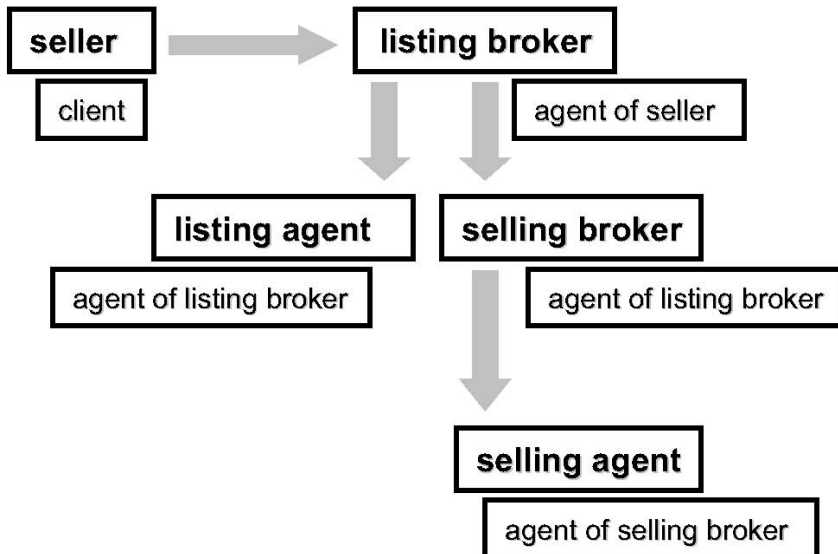 seller
listing broker
client
agent of seller
listing agent
selling broker
agent of listing broker
agent of listing broker
selling agent
agent of selling broker